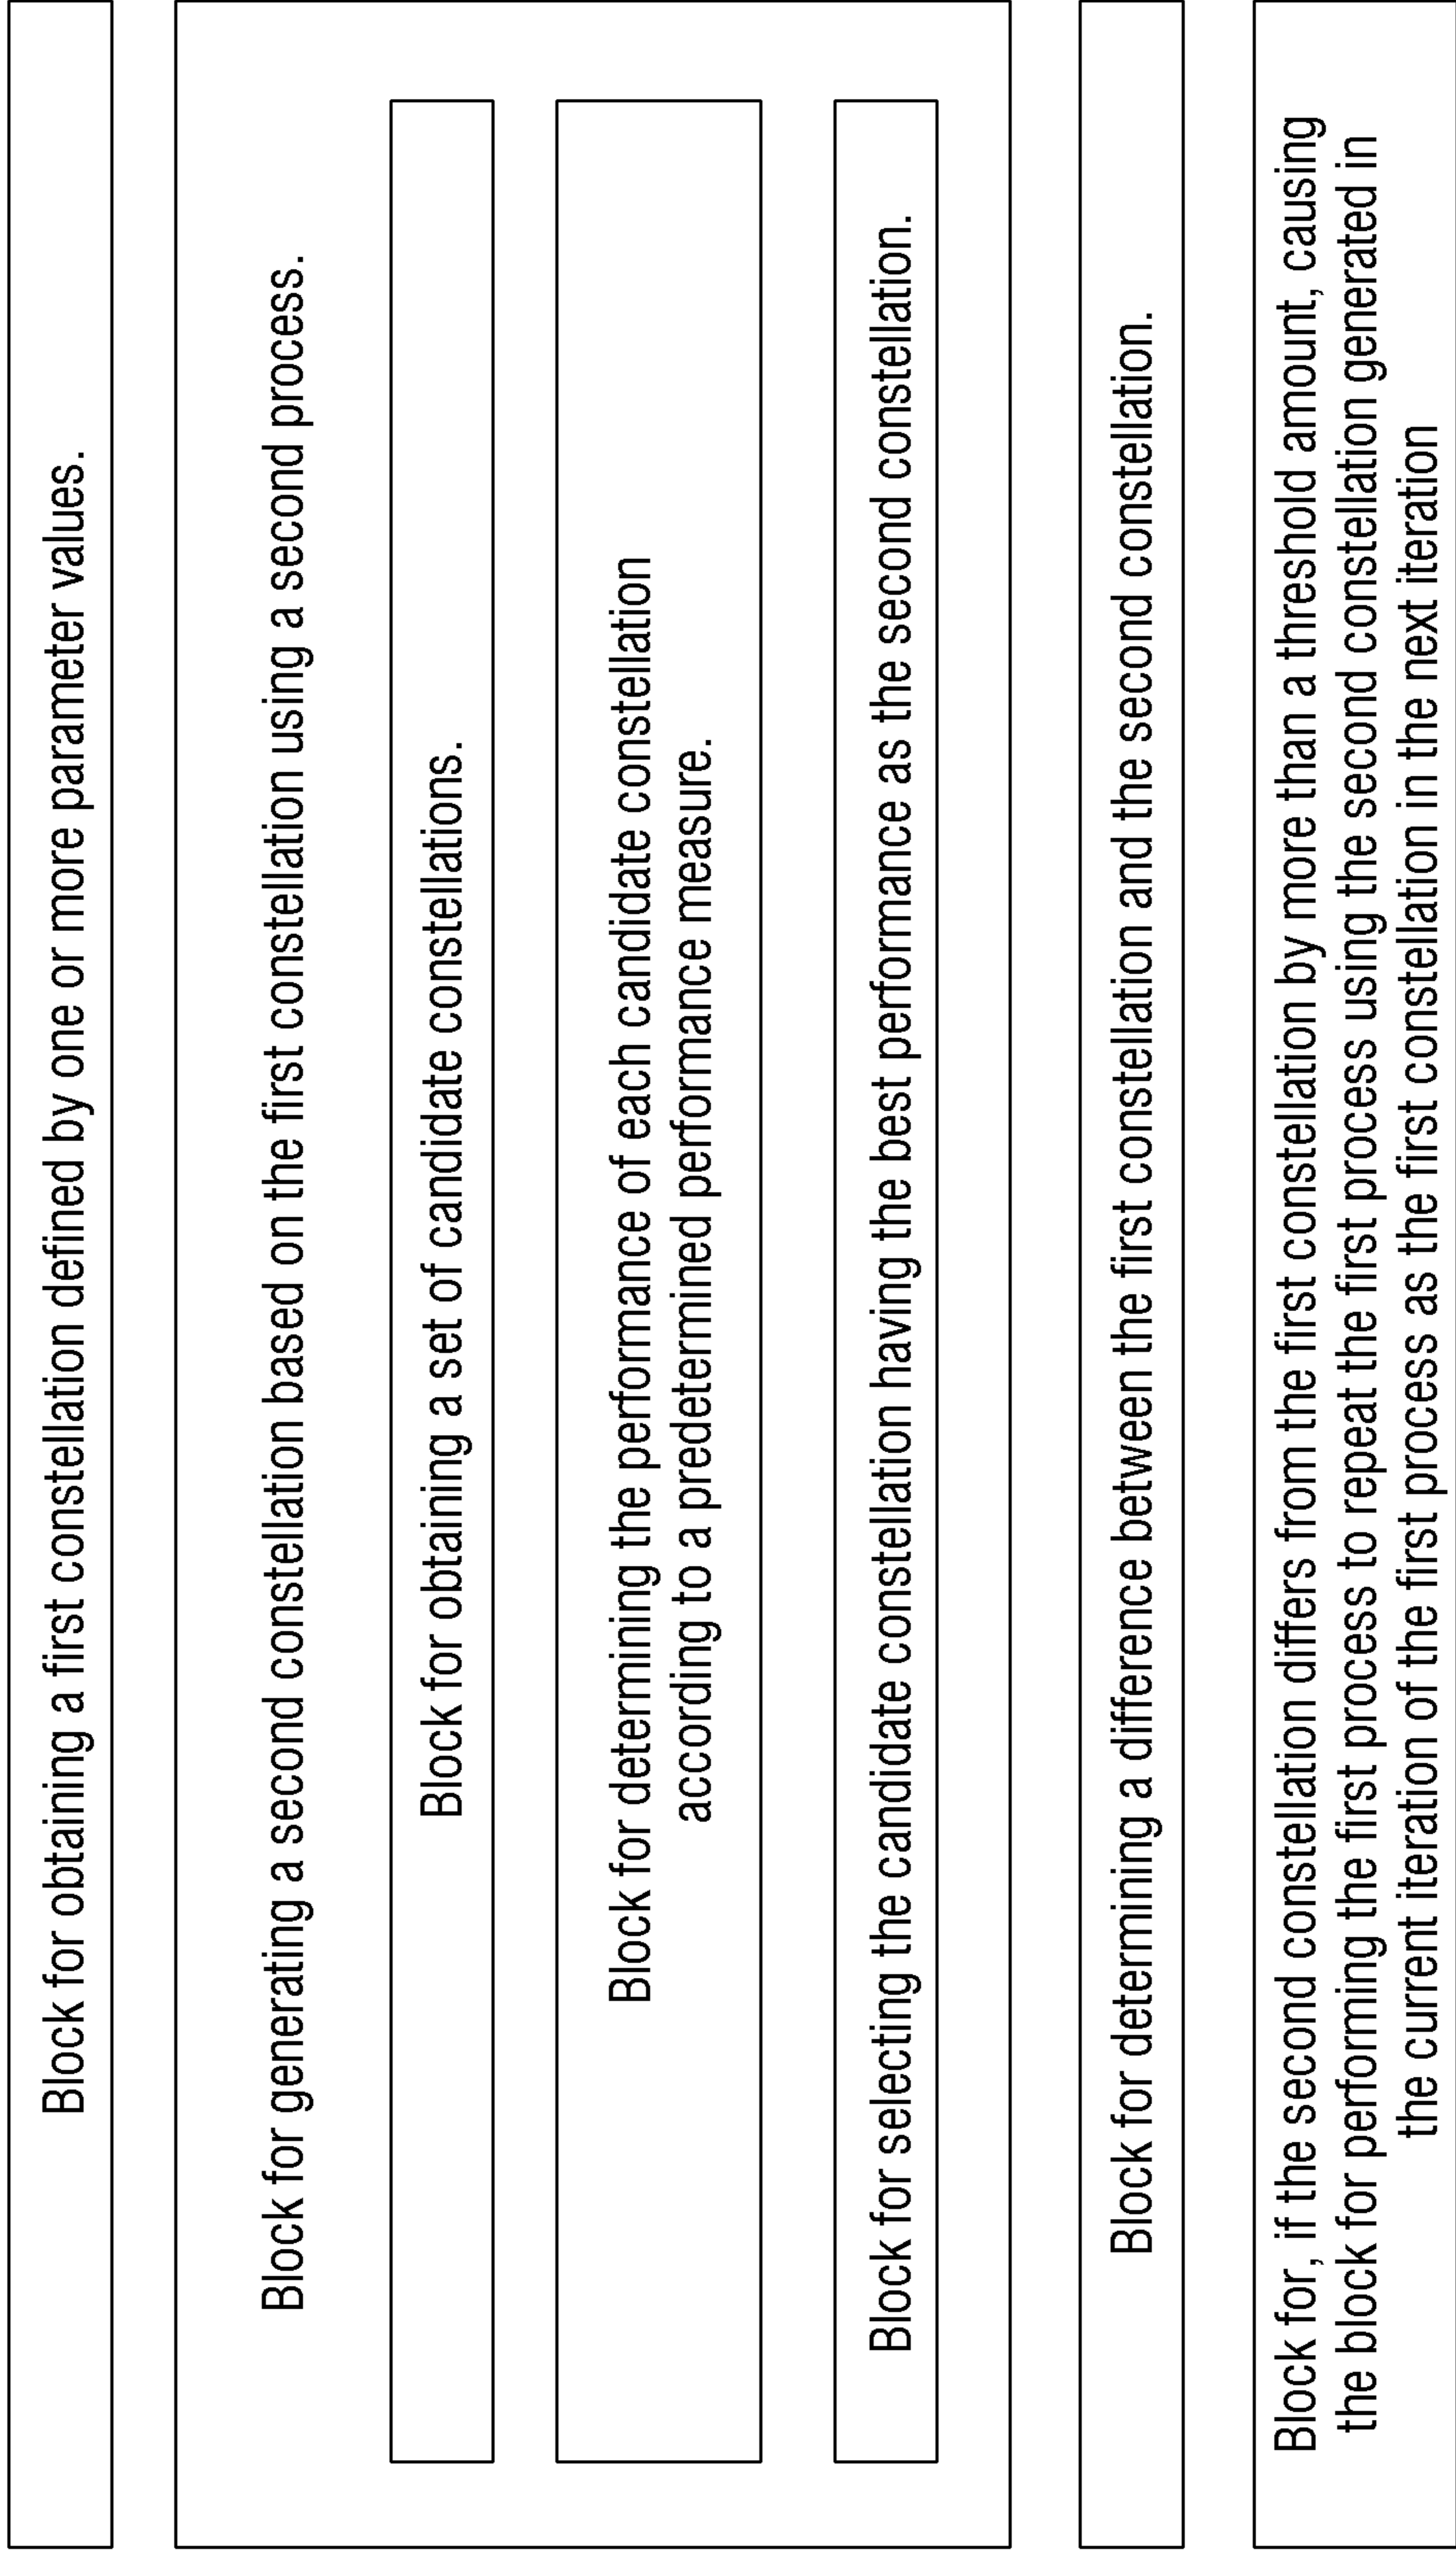 Block for obtaining a first constellation defined by one or more parameter values.
Block for generating a second constellation based on the first constellation using a second process.
Block for obtaining a set of candidate constellations.
Block for determining the performance of each candidate constellation
according to a predetermined performance measure.
Block for selecting the candidate constellation having the best performance as the second constellation.
Block for determining a difference between the first constellation and the second constellation.
Block for, if the second constellation differs from the first constellation by more than a threshold amount, causing
the block for performing the first process to repeat the first process using the second constellation generated in
the current iteration of the first process as the first constellation in the next iteration